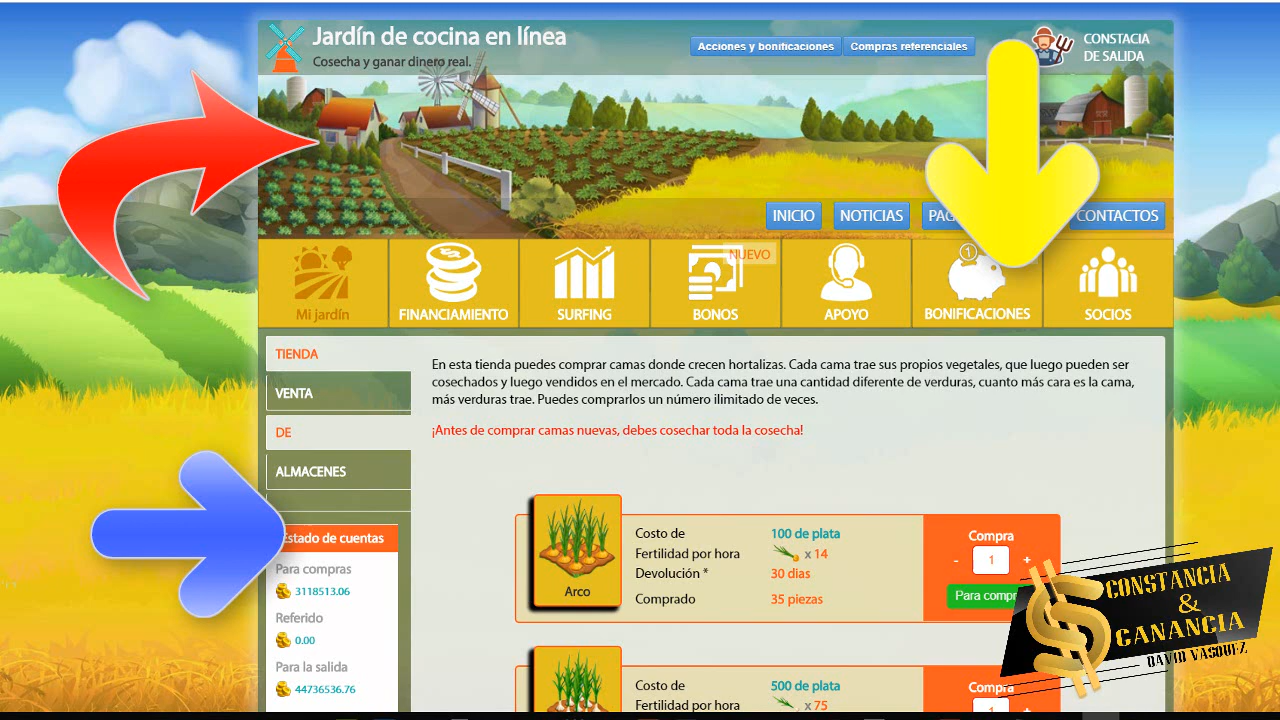 Jardín de cocina en línea
Cosecha y ganar dinero real.
Acciones y bonificaciones
Compras referenciales
CONSTACIA
DE SALIDA
INICIO
NOTICIAS
CONTACTOS
NUEVO
1
Mi jardín
FINANCIAMIENTO
SURFING
BONOS
APOYO
BONIFICACIONES
SOCIOS
TIENDA
VENTA
DE
ALMACENES
Estado de cuentas
Para compras
3118513.06
Referido
0.00
Para la salida
44736536.76
En esta tienda puedes comprar camas donde crecen hortalizas. Cada cama trae sus propios vegetales, que luego pueden ser
cosechados y luego vendidos en el mercado. Cada cama trae una cantidad diferente de verduras, cuanto más cara es la cama,
más verduras trae. Puedes comprarlos un número ilimitado de veces.
¡Antes de comprar camas nuevas, debes cosechar toda la cosecha!
Arco
Costo de 100 de plata
Fertilidad por hora x 14
Devolución * 30 dias
Comprado 35 piezas
Compra
- 1 +
Para compr
Costo de 500 de plata
Fertilidad por hora x 75
Compra
1
$ CONSTANCIA
&
GANANCIA
DAVID VASQUEZ